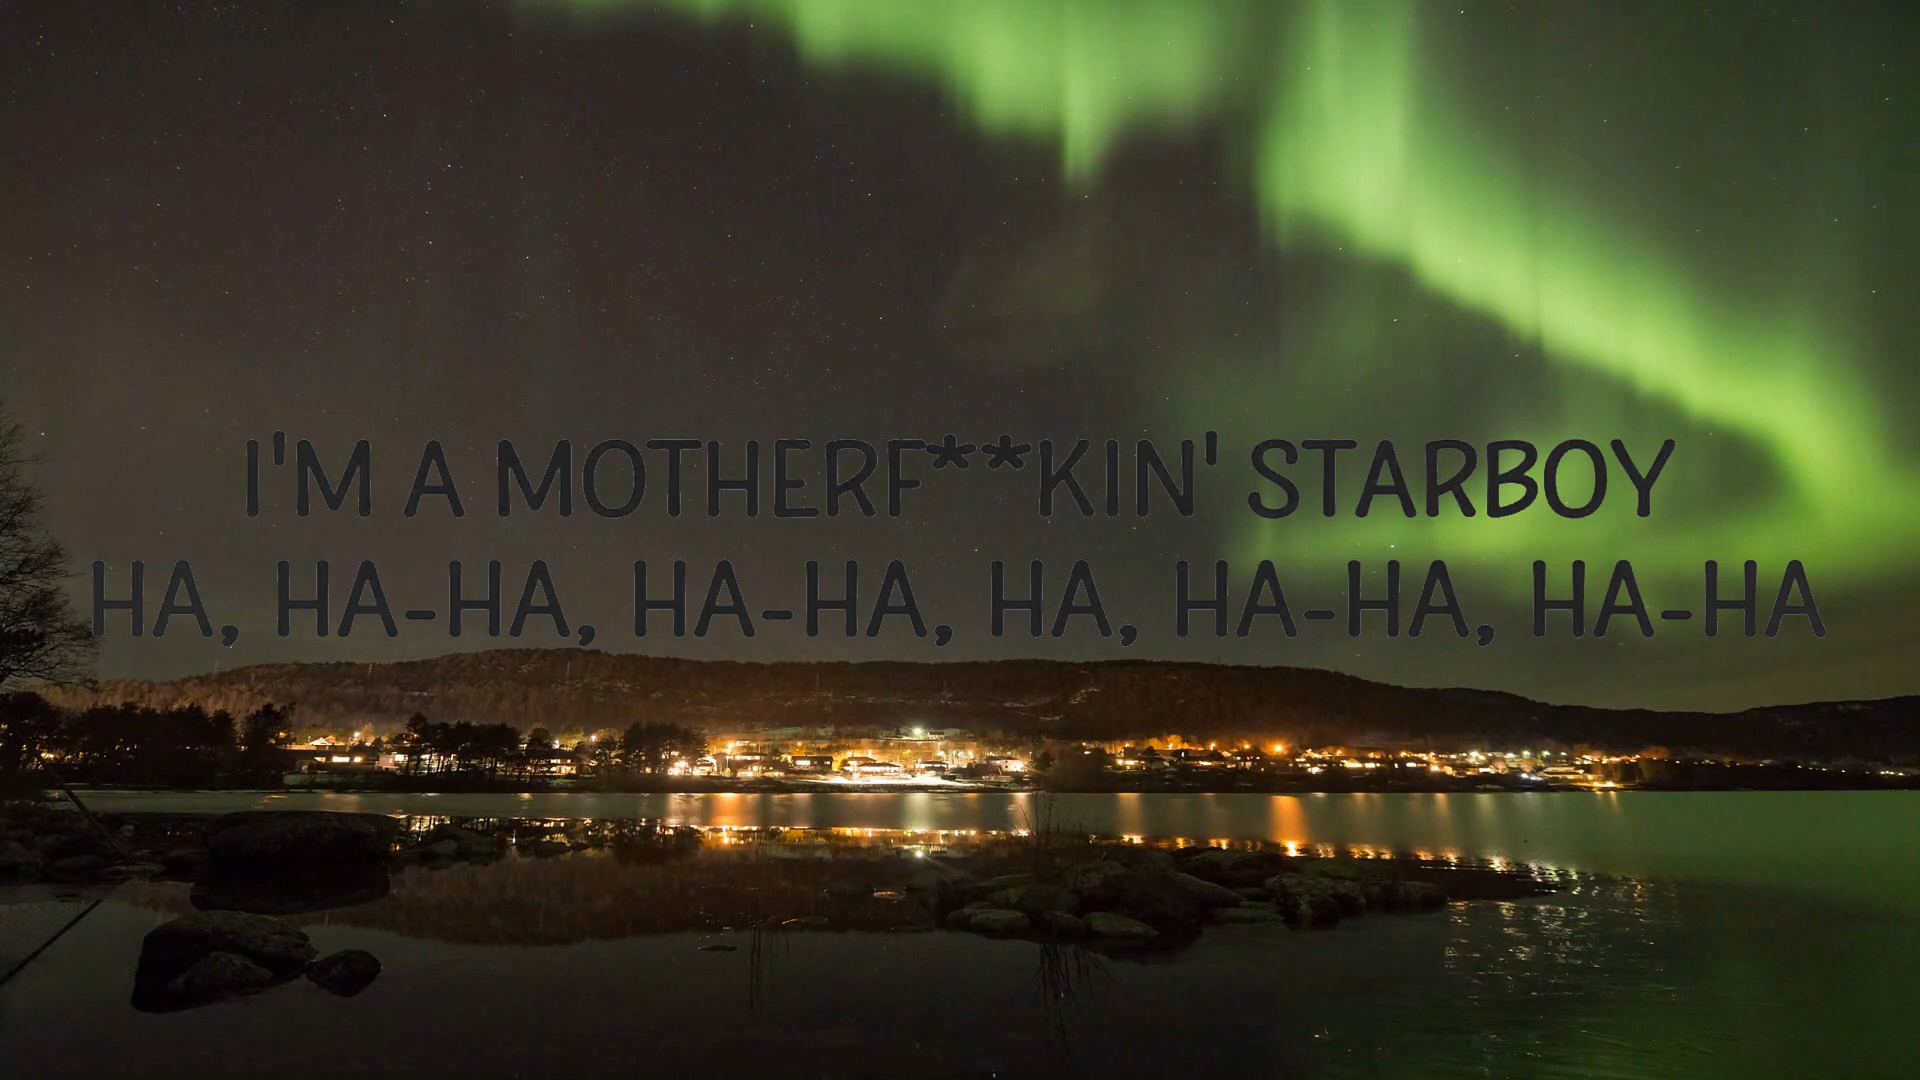 I'M A MOTHERF**KIN' STARBOY
HA, HA-HA, HA-HA, HA, HA-HA, HA-HA